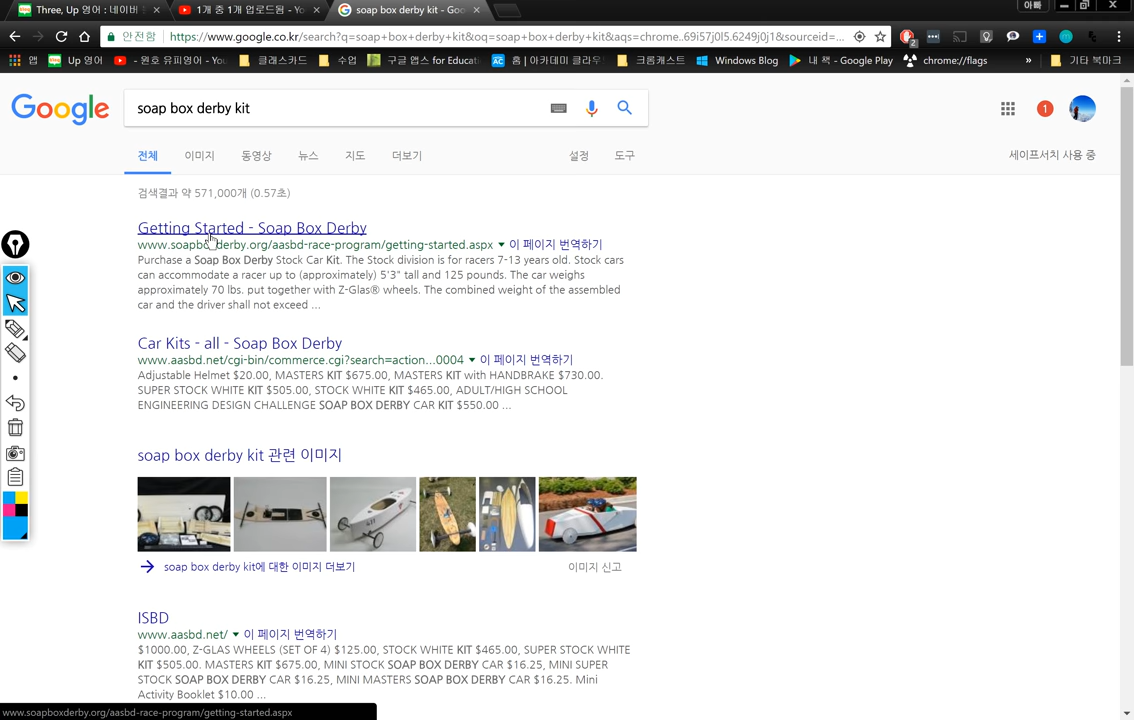 Three, Up 영어 : 네이버
1개 중 1개 업로드됨 - Yo
soap box derby kit - Goo
아빠
안전함
https://www.google.co.kr/search?q=soap+box+derby+kit&oq=soap+box+derby+kit&aqs=chrome..69i57j0l5.6249j0j1&sourceid=...
2
앱
Up 영어
- 원호 유피영어 - You
클래스카드
수업
구글 앱스 for Educati
홈 | 아카데미 클라우
크롬캐스트
Windows Blog
내 책 - Google Play
chrome://flags
»
기타 북마크
Google
soap box derby kit
1
전체 이미지 동영상 뉴스 지도 더보기 설정 도구
세이프서치 사용 중
검색결과 약 571,000개 (0.57초)
Getting Started - Soap Box Derby
www.soapboxderby.org/aasbd-race-program/getting-started.aspx ▼ 이 페이지 번역하기
Purchase a Soap Box Derby Stock Car Kit. The Stock division is for racers 7-13 years old. Stock cars
can accommodate a racer up to (approximately) 5'3" tall and 125 pounds. The car weighs
approximately 70 lbs. put together with Z-Glas® wheels. The combined weight of the assembled
car and the driver shall not exceed ...
Car Kits - all - Soap Box Derby
www.aasbd.net/cgi-bin/commerce.cgi?search=action...0004 ▼ 이 페이지 번역하기
Adjustable Helmet $20.00, MASTERS KIT $675.00, MASTERS KIT with HANDBRAKE $730.00.
SUPER STOCK WHITE KIT $505.00, STOCK WHITE KIT $465.00, ADULT/HIGH SCHOOL
ENGINEERING DESIGN CHALLENGE SOAP BOX DERBY CAR KIT $550.00 ...
soap box derby kit 관련 이미지
soap box derby kit에 대한 이미지 더보기
이미지 신고
ISBD
www.aasbd.net/ ▼ 이 페이지 번역하기
$1000.00, Z-GLAS WHEELS (SET OF 4) $125.00, STOCK WHITE KIT $465.00, SUPER STOCK WHITE
KIT $505.00. MASTERS KIT $675.00, MINI STOCK SOAP BOX DERBY CAR $16.25, MINI SUPER
STOCK SOAP BOX DERBY CAR $16.25, MINI MASTERS SOAP BOX DERBY CAR $16.25. Mini
Activity Booklet $10.00 ...
www.soapboxderby.org/aasbd-race-program/getting-started.aspx